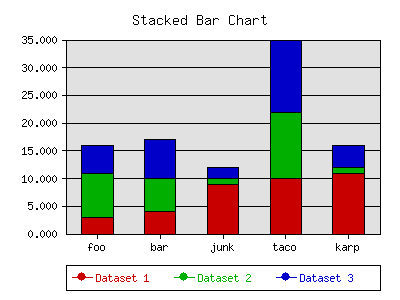 Stacked Bar Chart
35.000
30.000
25.000
20.000
15.000
10.000
5.000
0.000
foo bar junk taco karp
Dataset 1 Dataset 2 Dataset 3